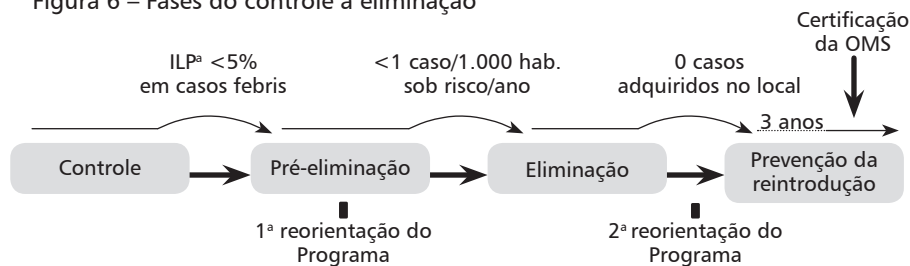 Figura 6 – Fases do controle à eliminação
Certificação
da OMS
ILPª <5%
em casos febris
<1 caso/1.000 hab.
sob risco/ano
0 casos
adquiridos no local
3 anos
Controle
Pré-eliminação
Eliminação
Prevenção da
reintrodução
1ª reorientação do
Programa
2ª reorientação do
Programa